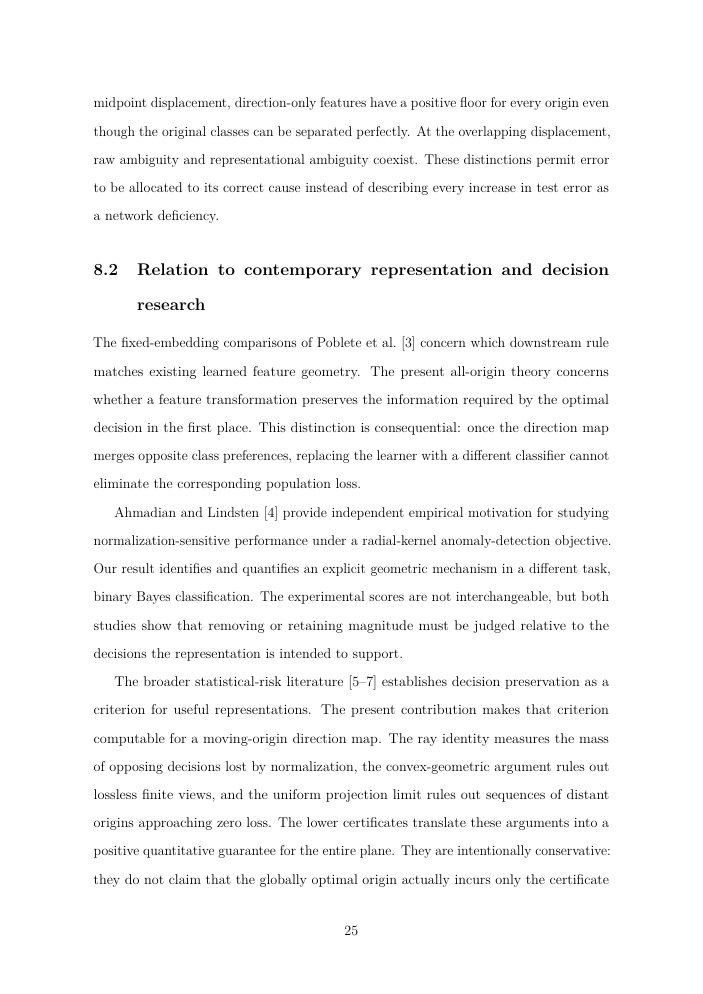 midpoint displacement, direction-only features have a positive floor for every origin even
though the original classes can be separated perfectly. At the overlapping displacement,
raw ambiguity and representational ambiguity coexist. These distinctions permit error
to be allocated to its correct cause instead of describing every increase in test error as
a network deficiency.
8.2 Relation to contemporary representation and decision
research
The fixed-embedding comparisons of Poblete et al. [3] concern which downstream rule
matches existing learned feature geometry. The present all-origin theory concerns
whether a feature transformation preserves the information required by the optimal
decision in the first place. This distinction is consequential: once the direction map
merges opposite class preferences, replacing the learner with a different classifier cannot
eliminate the corresponding population loss.
Ahmadian and Lindsten [4] provide independent empirical motivation for studying
normalization-sensitive performance under a radial-kernel anomaly-detection objective.
Our result identifies and quantifies an explicit geometric mechanism in a different task,
binary Bayes classification. The experimental scores are not interchangeable, but both
studies show that removing or retaining magnitude must be judged relative to the
decisions the representation is intended to support.
The broader statistical-risk literature [5–7] establishes decision preservation as a
criterion for useful representations. The present contribution makes that criterion
computable for a moving-origin direction map. The ray identity measures the mass
of opposing decisions lost by normalization, the convex-geometric argument rules out
lossless finite views, and the uniform projection limit rules out sequences of distant
origins approaching zero loss. The lower certificates translate these arguments into a
positive quantitative guarantee for the entire plane. They are intentionally conservative:
they do not claim that the globally optimal origin actually incurs only the certificate
25